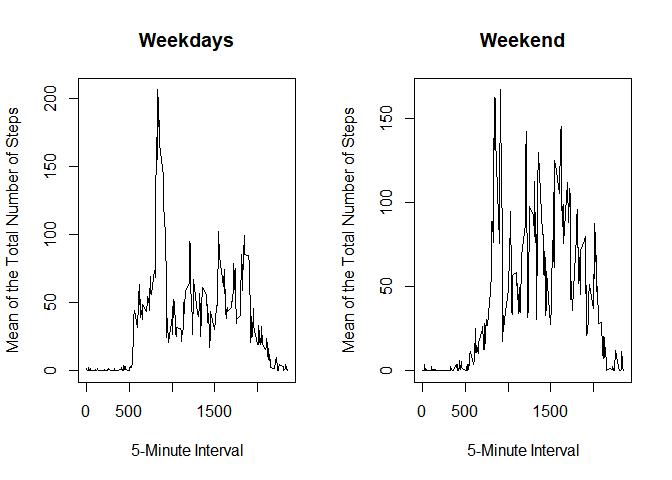 Weekdays
Mean of the Total Number of Steps
200
150
100
50
0
0 500 1500
5-Minute Interval
Weekend
Mean of the Total Number of Steps
150
100
50
0
0 500 1500
5-Minute Interval